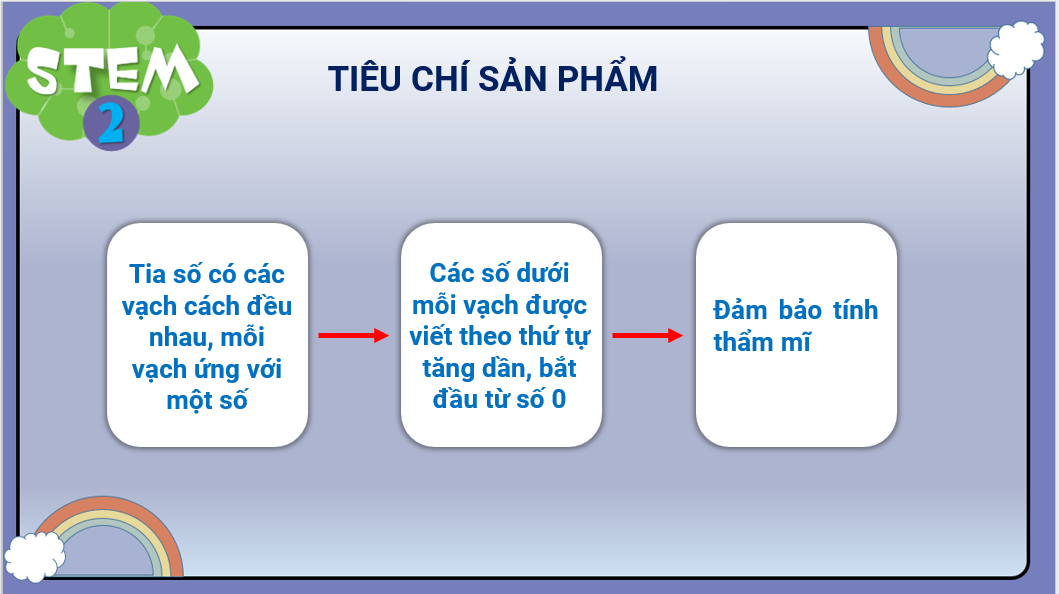 STEM
2
TIÊU CHÍ SẢN PHẨM
Tia số có các
vạch cách đều
nhau, mỗi
vạch ứng với
một số
Các số dưới
mỗi vạch được
viết theo thứ tự
tăng dần, bắt
đầu từ số 0
Đảm bảo tính
thẩm mĩ